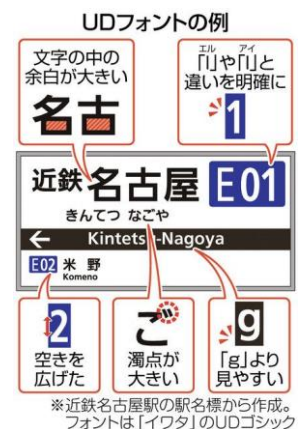 UDフォントの例
文字の中の
余白が大きい
名古
エル アイ
「l」や「I」と
違いを明確に
1
近鉄名古屋 E01
きんてつ なごや
← Kintetsu-Nagoya
E02 米野
Komeno
2
空きを
広げた
ご
濁点が
大きい
g
「g」より
見やすい
※近鉄名古屋駅の駅名標から作成。
フォントは「イワタ」のUDゴシック